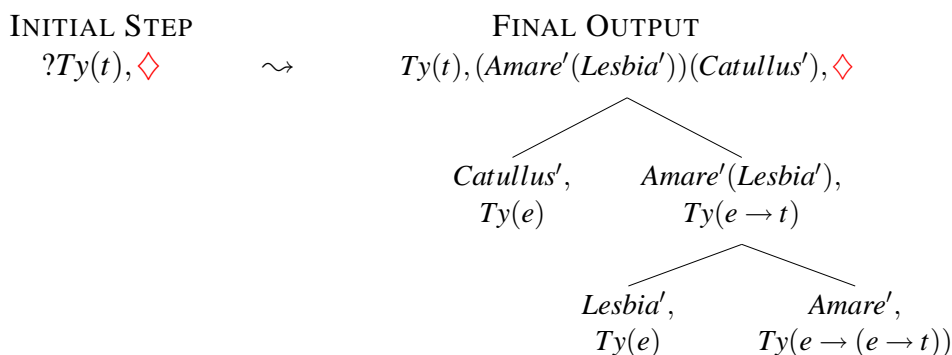 INITIAL STEP FINAL OUTPUT
?Ty(t), ♢ ⇝ Ty(t), (Amare′(Lesbia′))(Catullus′), ♢
Catullus′, Amare′(Lesbia′),
Ty(e) Ty(e → t)
Lesbia′, Amare′,
Ty(e) Ty(e → (e → t))